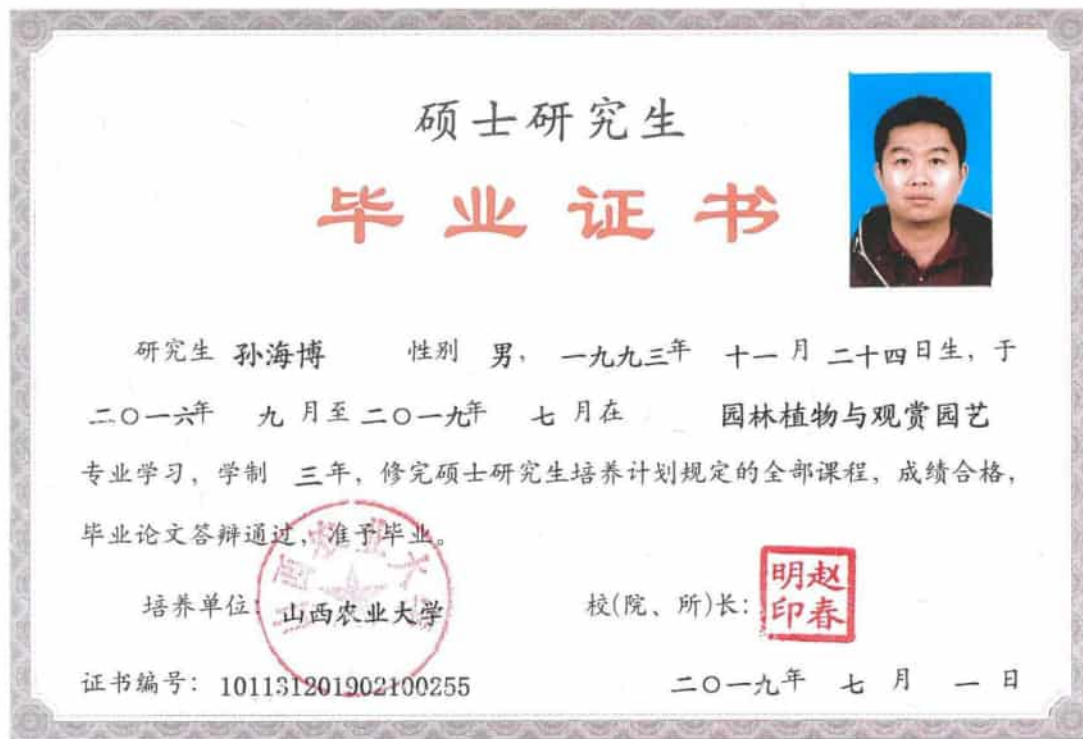 硕士研究生
毕业证书
研究生 孙海博 性别 男, 一九九三年 十一月 二十四日生, 于
二〇一六年 九月至二〇一九年 七月在 园林植物与观赏园艺
专业学习, 学制 三年, 修完硕士研究生培养计划规定的全部课程, 成绩合格,
毕业论文答辩通过, 准予毕业。
山西农业大学
培养单位: 山西农业大学
校(院、所)长: 赵春明印
证书编号: 101131201902100255
二〇一九年 七月 一日